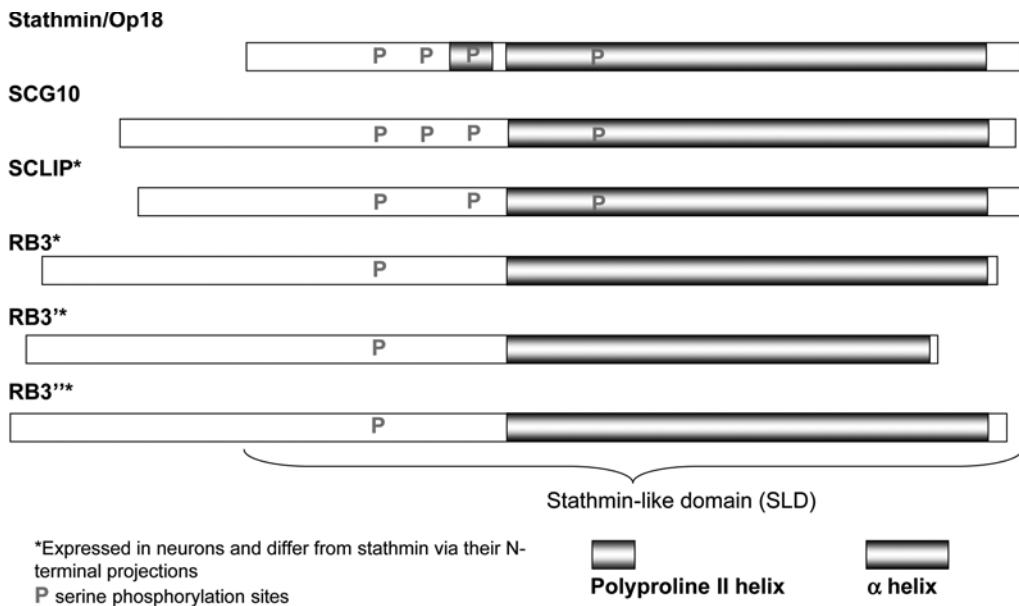 Stathmin/Op18
P P P P
SCG10
P P P P
SCLIP*
P P P
RB3*
P
RB3'*
P
RB3''*
P
Stathmin-like domain (SLD)
*Expressed in neurons and differ from stathmin via their N-
terminal projections
P serine phosphorylation sites
Polyproline II helix
α helix